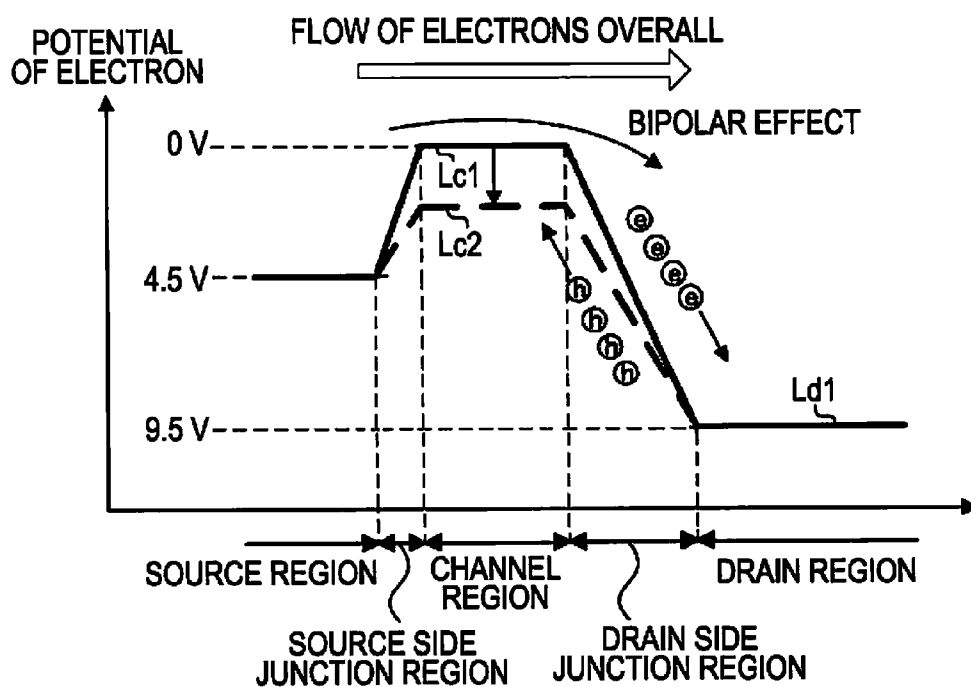 FLOW OF ELECTRONS OVERALL
POTENTIAL
OF ELECTRON
BIPOLAR EFFECT
0 V
Lc1
Lc2
4.5 V
e
e
e
e
h
h
h
h
Ld1
9.5 V
SOURCE REGION
CHANNEL
REGION
DRAIN REGION
SOURCE SIDE
JUNCTION REGION
DRAIN SIDE
JUNCTION REGION